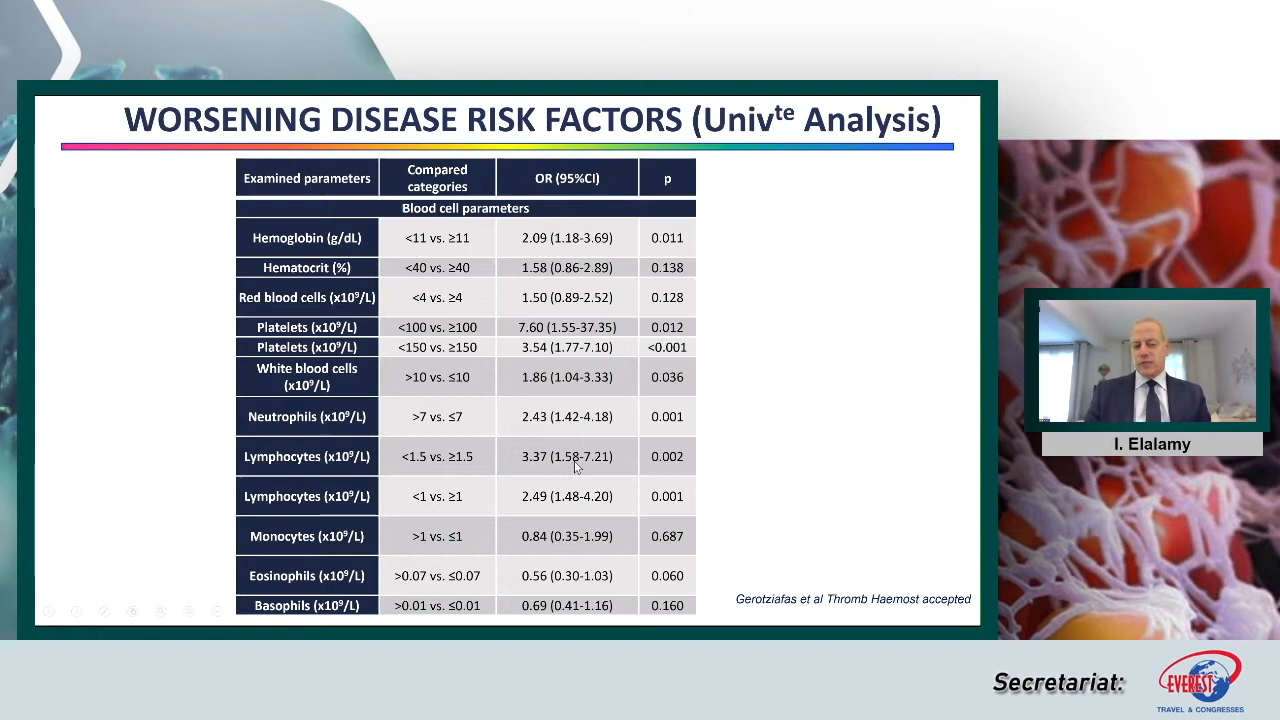 WORSENING DISEASE RISK FACTORS (Univᵗᵉ Analysis)
Examined parameters Compared categories OR (95%CI) p
Blood cell parameters
Hemoglobin (g/dL) <11 vs. ≥11 2.09 (1.18-3.69) 0.011
Hematocrit (%) <40 vs. ≥40 1.58 (0.86-2.89) 0.138
Red blood cells (x10⁹/L) <4 vs. ≥4 1.50 (0.89-2.52) 0.128
Platelets (x10⁹/L) <100 vs. ≥100 7.60 (1.55-37.35) 0.012
Platelets (x10⁹/L) <150 vs. ≥150 3.54 (1.77-7.10) <0.001
White blood cells (x10⁹/L) >10 vs. ≤10 1.86 (1.04-3.33) 0.036
Neutrophils (x10⁹/L) >7 vs. ≤7 2.43 (1.42-4.18) 0.001
Lymphocytes (x10⁹/L) <1.5 vs. ≥1.5 3.37 (1.58-7.21) 0.002
Lymphocytes (x10⁹/L) <1 vs. ≥1 2.49 (1.48-4.20) 0.001
Monocytes (x10⁹/L) >1 vs. ≤1 0.84 (0.35-1.99) 0.687
Eosinophils (x10⁹/L) >0.07 vs. ≤0.07 0.56 (0.30-1.03) 0.060
Basophils (x10⁹/L) >0.01 vs. ≤0.01 0.69 (0.41-1.16) 0.160
Gerotziafas et al Thromb Haemost accepted
I. Elalamy
Secretariat:
EVEREST
TRAVEL & CONGRESSES